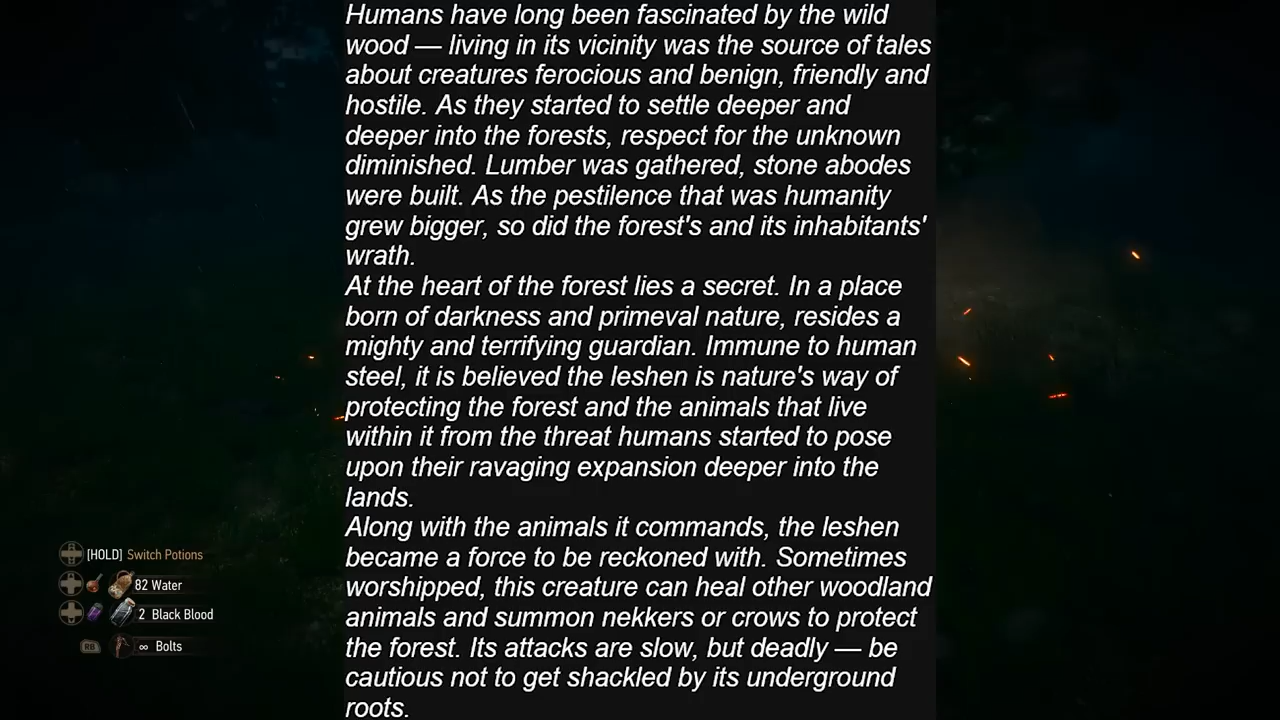 Humans have long been fascinated by the wild
wood — living in its vicinity was the source of tales
about creatures ferocious and benign, friendly and
hostile. As they started to settle deeper and
deeper into the forests, respect for the unknown
diminished. Lumber was gathered, stone abodes
were built. As the pestilence that was humanity
grew bigger, so did the forest's and its inhabitants'
wrath.
At the heart of the forest lies a secret. In a place
born of darkness and primeval nature, resides a
mighty and terrifying guardian. Immune to human
steel, it is believed the leshen is nature's way of
protecting the forest and the animals that live
within it from the threat humans started to pose
upon their ravaging expansion deeper into the
lands.
Along with the animals it commands, the leshen
became a force to be reckoned with. Sometimes
worshipped, this creature can heal other woodland
animals and summon nekkers or crows to protect
the forest. Its attacks are slow, but deadly — be
cautious not to get shackled by its underground
roots.
[HOLD] Switch Potions
82 Water
2 Black Blood
RB ∞ Bolts